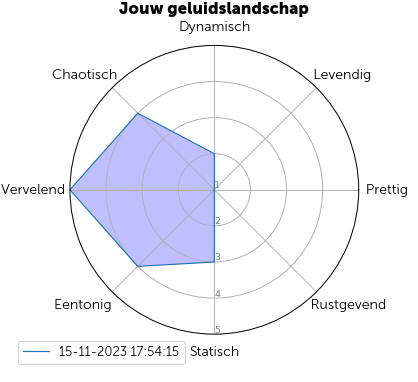 Jouw geluidslandschap
Dynamisch
Chaotisch
Levendig
Vervelend
1
Prettig
2
3
4
Eentonig
Rustgevend
5
15-11-2023 17:54:15
Statisch